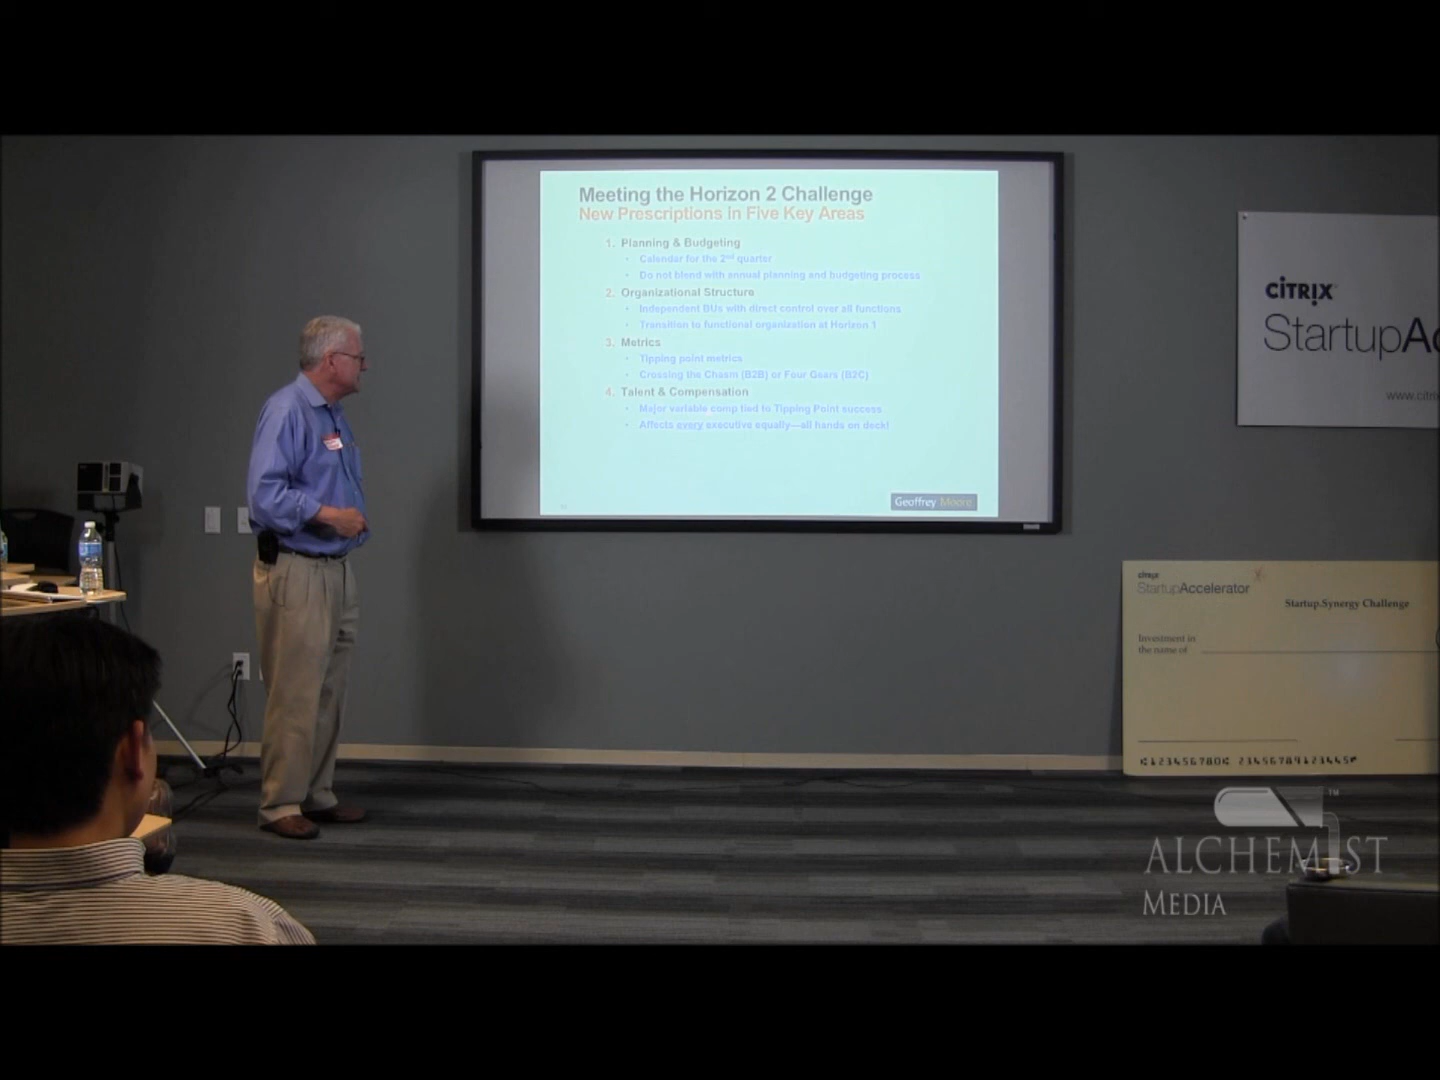 Meeting the Horizon 2 Challenge
New Prescriptions in Five Key Areas
1. Planning & Budgeting
• Calendar for the 2nd quarter
• Do not blend with annual planning and budgeting process
2. Organizational Structure
• Independent BUs with direct control over all functions
• Transition to functional organization at Horizon 1
3. Metrics
• Tipping point metrics
• Crossing the Chasm (B2B) or Four Gears (B2C)
4. Talent & Compensation
• Major variable comp tied to Tipping Point success
• Affects every executive equally—all hands on deck!
Geoffrey Moore
CİTRIX
StartupAc
www.citr
citrix
StartupAccelerator
Startup.Synergy Challenge
Investment in
the name of
ALCHEMIST
MEDIA